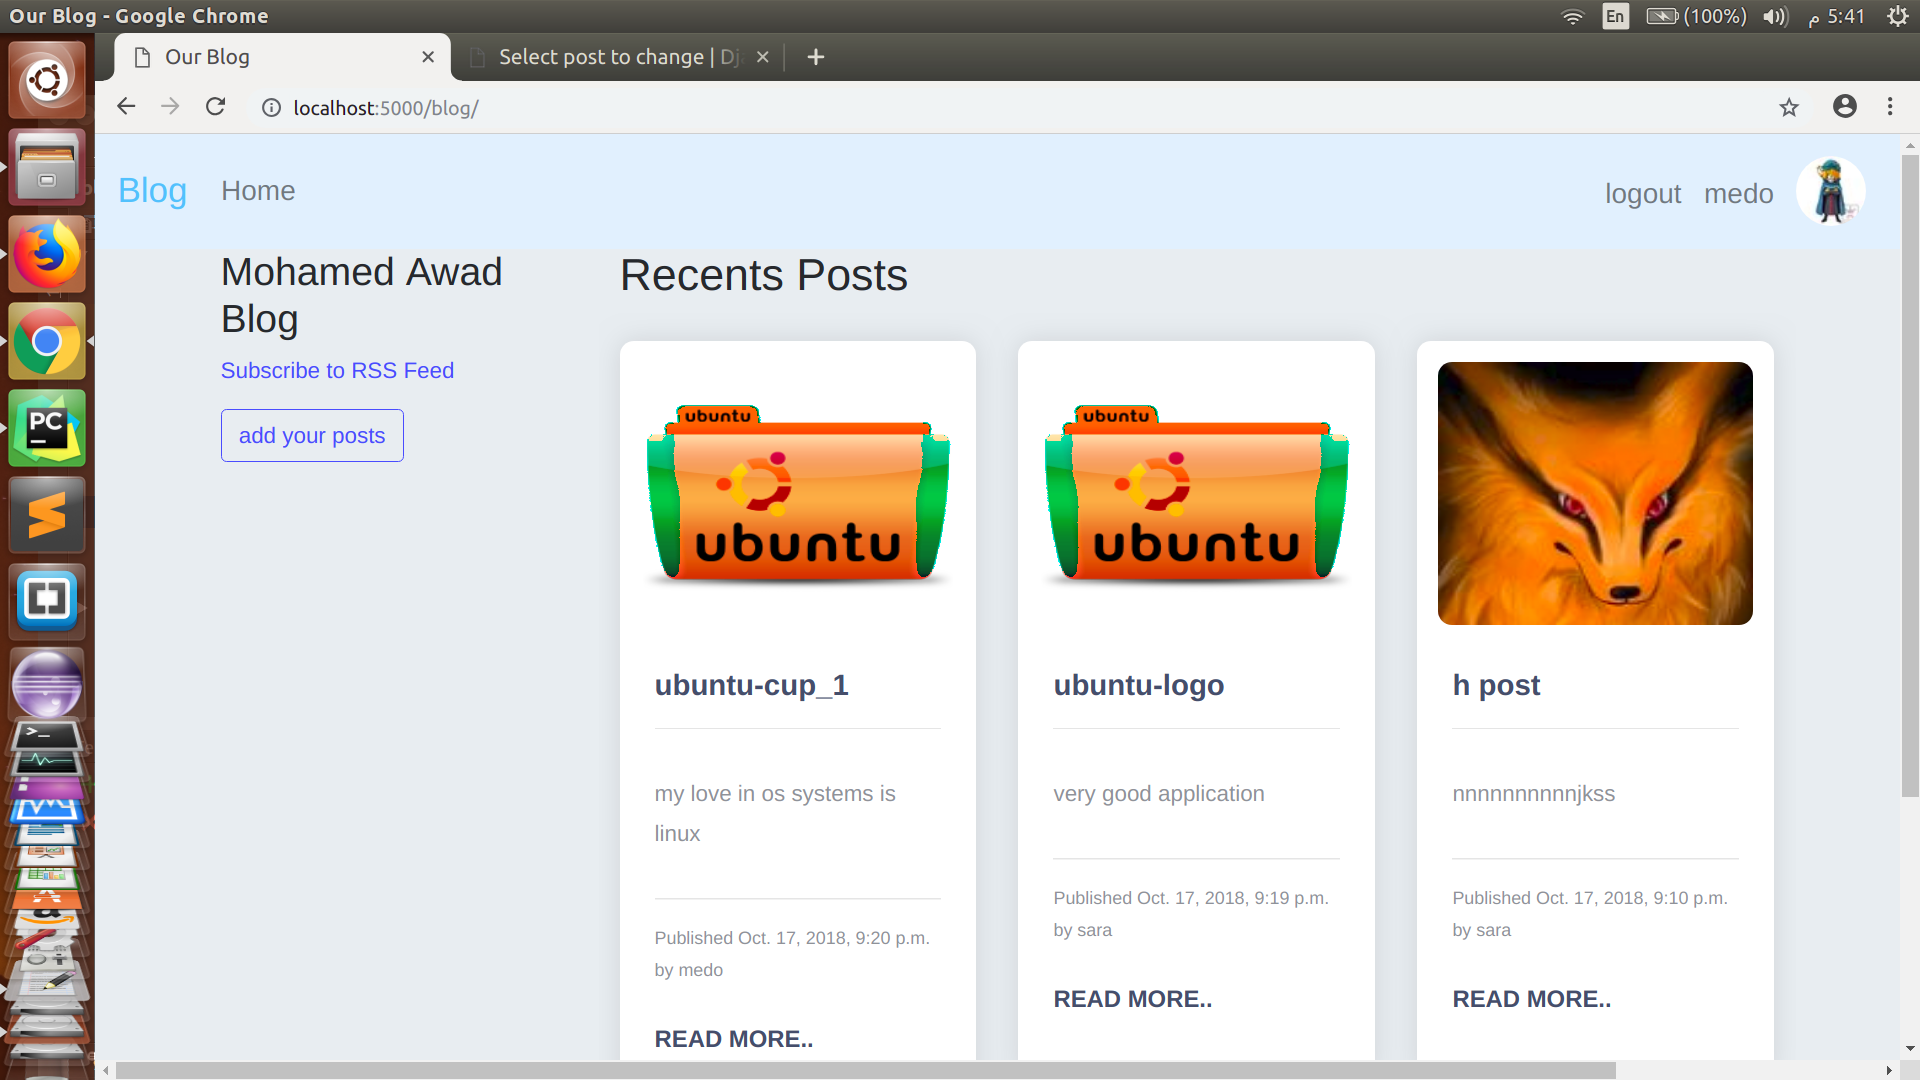 Our Blog - Google Chrome
En (100%) 5:41 م
Our Blog
Select post to change | Dj
localhost:5000/blog/
Blog Home logout medo
Mohamed Awad
Blog
Subscribe to RSS Feed
add your posts
Recents Posts
ubuntu
ubuntu
ubuntu-cup_1
my love in os systems is
linux
Published Oct. 17, 2018, 9:20 p.m.
by medo
READ MORE..
ubuntu
ubuntu
ubuntu-logo
very good application
Published Oct. 17, 2018, 9:19 p.m.
by sara
READ MORE..
h post
nnnnnnnnnnjkss
Published Oct. 17, 2018, 9:10 p.m.
by sara
READ MORE..
PC